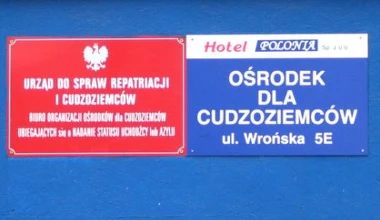 URZĄD DO SPRAW REPATRIACJI
I CUDZOZIEMCÓW
BIURO ORGANIZACJI OŚRODKÓW dla CUDZOZIEMCÓW
UBIEGAJĄCYCH się o NADANIE STATUSU UCHODŹCY lub AZYLU
Hotel POLONIA Sp. z o.o.
OŚRODEK
DLA
CUDZOZIEMCÓW
ul. Wrońska 5E